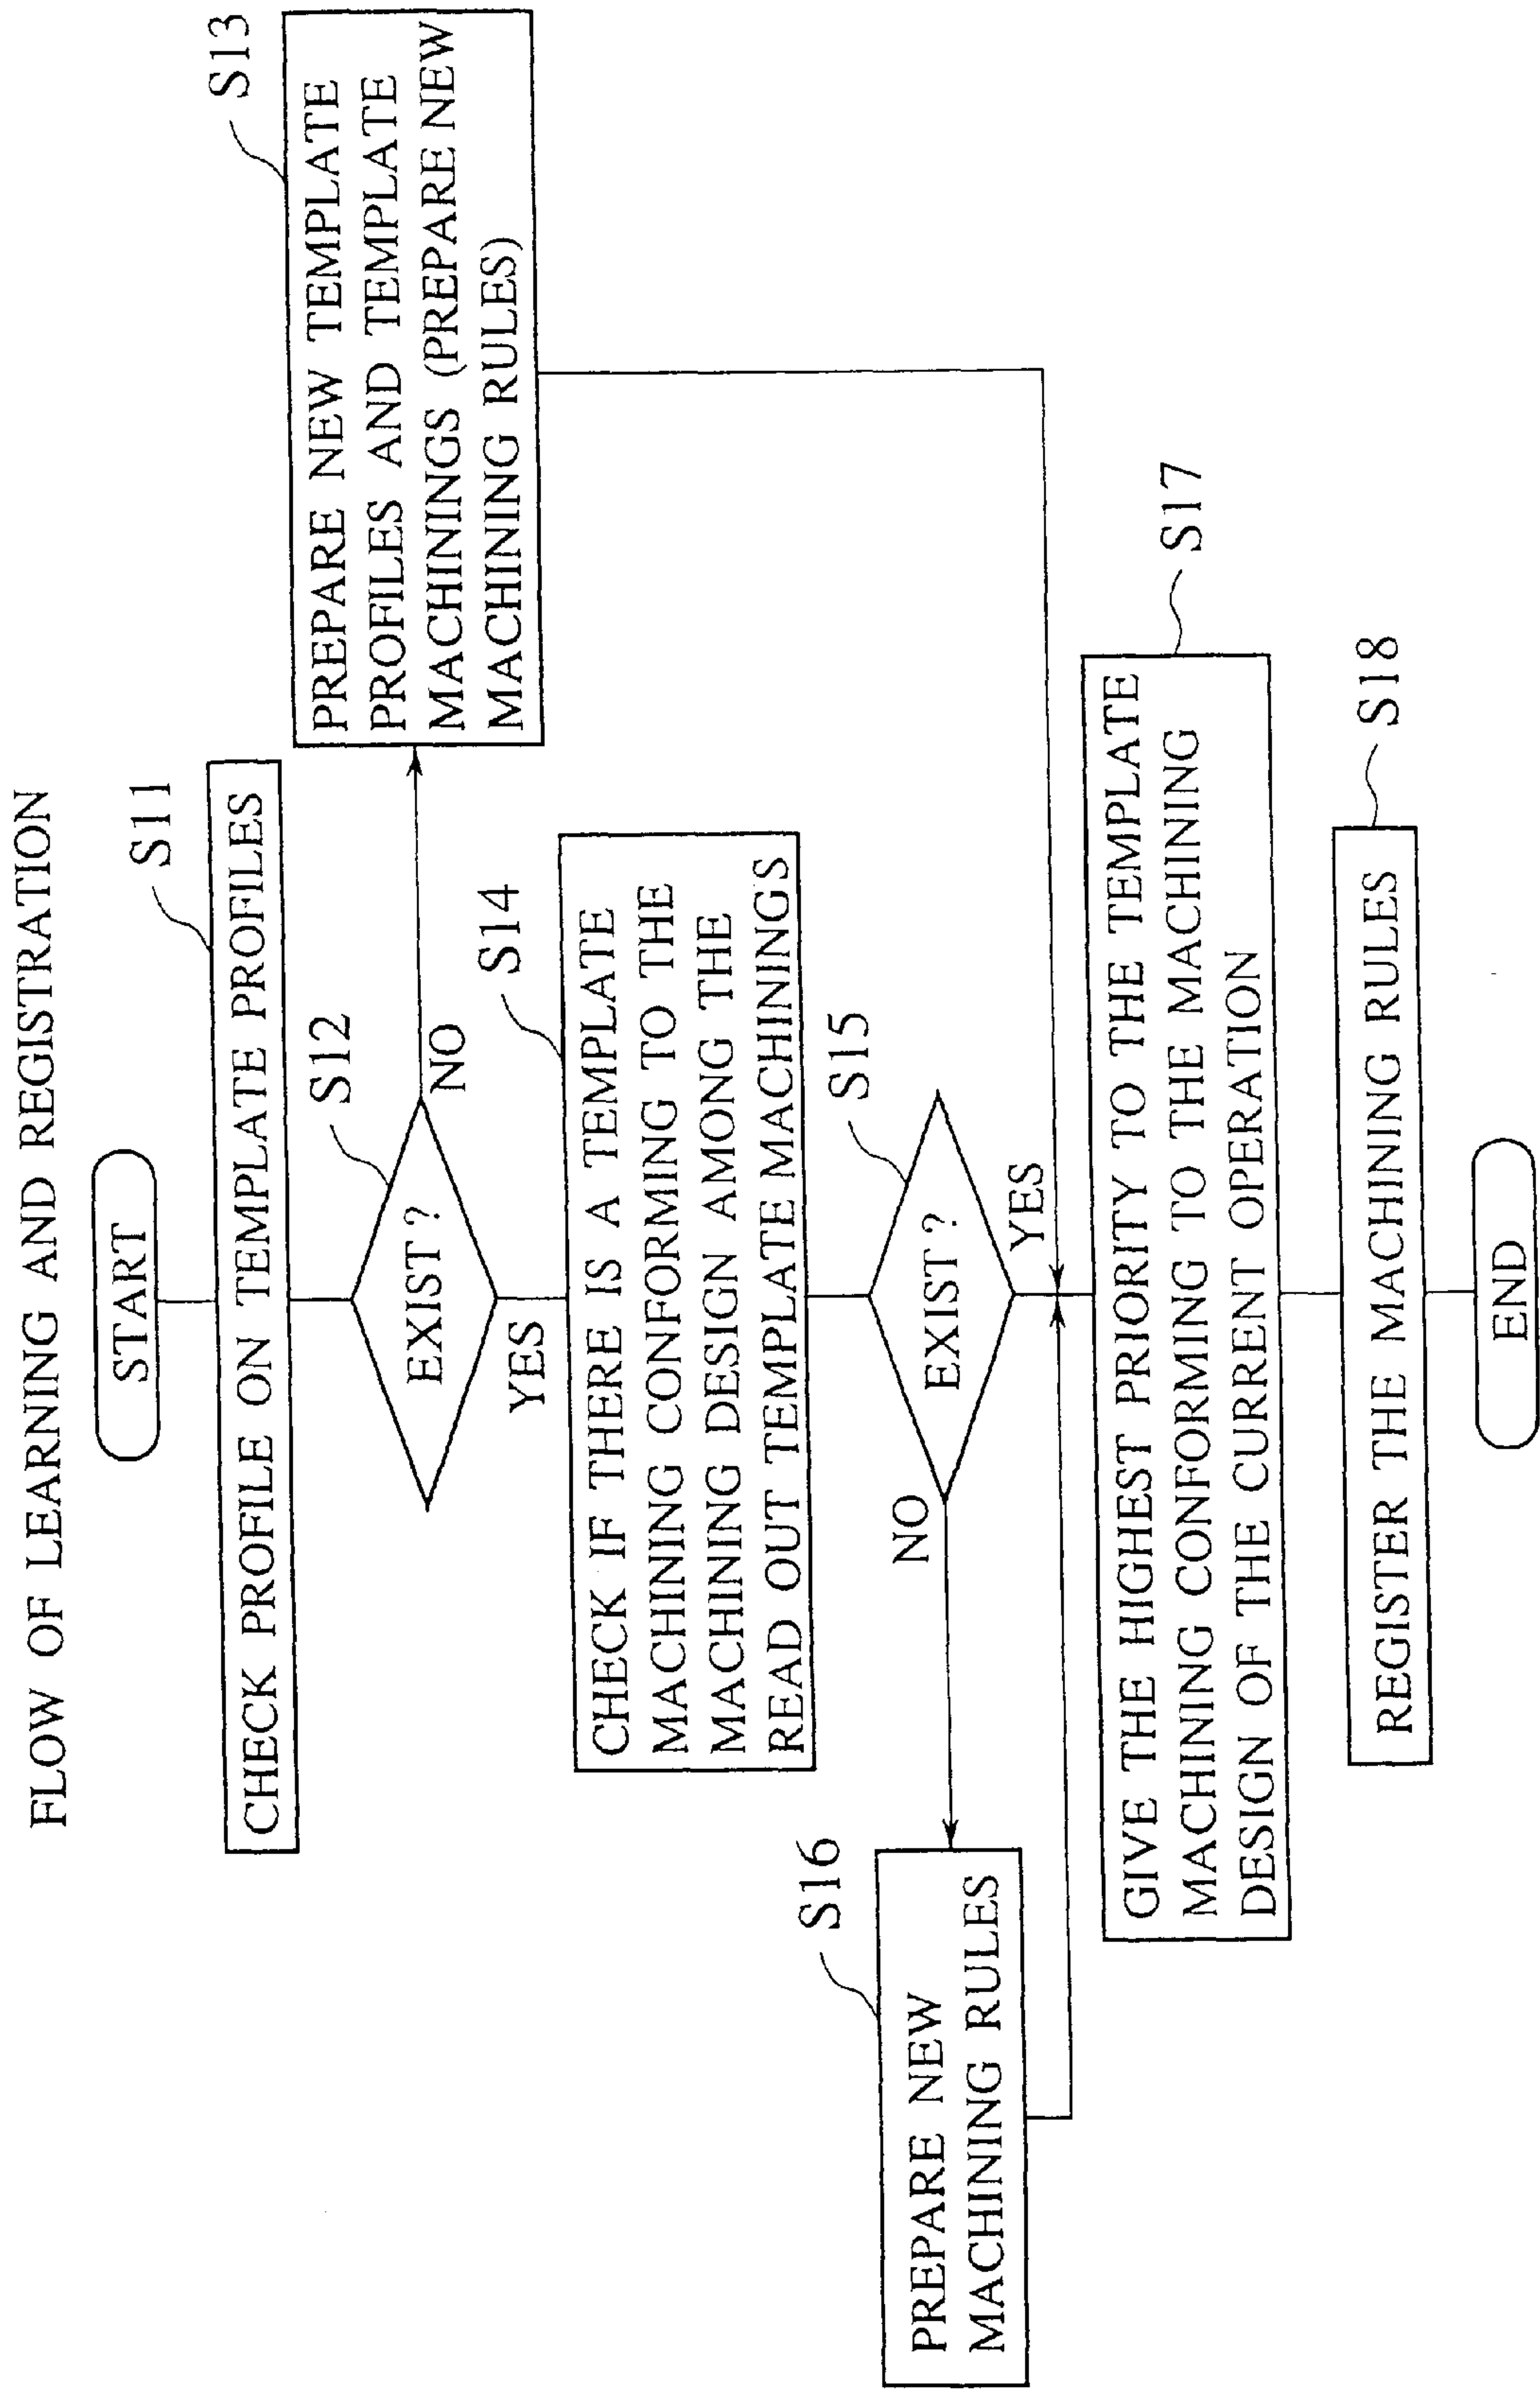 FLOW OF LEARNING AND REGISTRATION
START
S11
CHECK PROFILE ON TEMPLATE PROFILES
S12
EXIST ?
NO
YES
S13
PREPARE NEW TEMPLATE
PROFILES AND TEMPLATE
MACHININGS (PREPARE NEW
MACHINING RULES)
S14
CHECK IF THERE IS A TEMPLATE
MACHINING CONFORMING TO THE
MACHINING DESIGN AMONG THE
READ OUT TEMPLATE MACHININGS
S15
EXIST ?
NO
YES
S16
PREPARE NEW
MACHINING RULES
S17
GIVE THE HIGHEST PRIORITY TO THE TEMPLATE
MACHINING CONFORMING TO THE MACHINING
DESIGN OF THE CURRENT OPERATION
S18
REGISTER THE MACHINING RULES
END